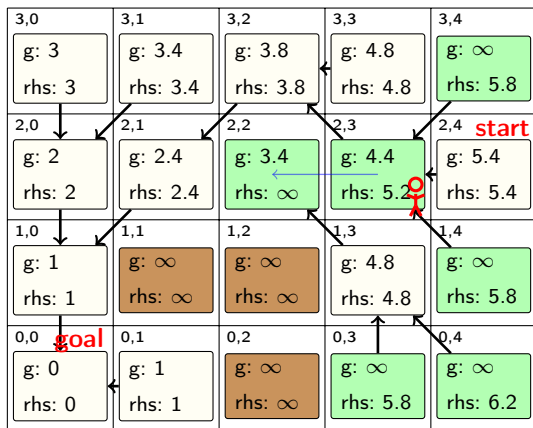 3,0 3,1 3,2 3,3 3,4
g: 3 g: 3.4 g: 3.8 g: 4.8 g: ∞
rhs: 3 rhs: 3.4 rhs: 3.8 rhs: 4.8 rhs: 5.8
2,0 2,1 2,2 2,3 2,4 start
g: 2 g: 2.4 g: 3.4 g: 4.4 g: 5.4
rhs: 2 rhs: 2.4 rhs: ∞ rhs: 5.2 rhs: 5.4
1,0 1,1 1,2 1,3 1,4
g: 1 g: ∞ g: ∞ g: 4.8 g: ∞
rhs: 1 rhs: ∞ rhs: ∞ rhs: 4.8 rhs: 5.8
0,0 goal 0,1 0,2 0,3 0,4
g: 0 g: 1 g: ∞ g: ∞ g: ∞
rhs: 0 rhs: 1 rhs: ∞ rhs: 5.8 rhs: 6.2